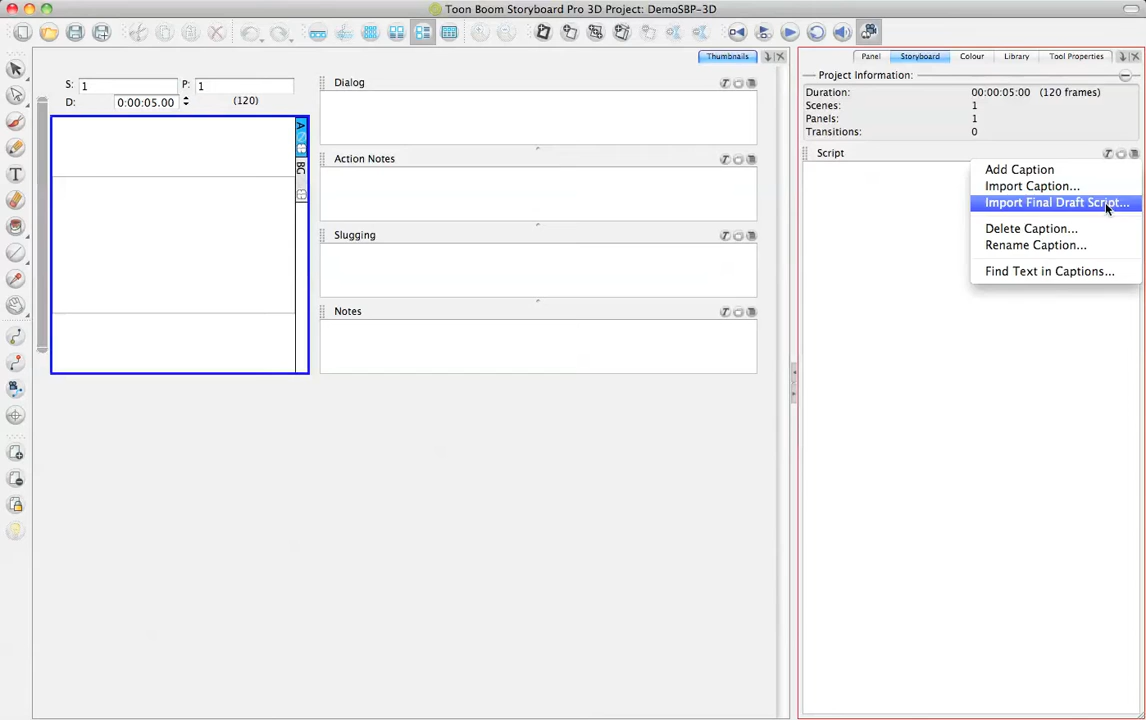 Toon Boom Storyboard Pro 3D Project: DemoSBP-3D
Thumbnails
Panel
Storyboard
Colour
Library
Tool Properties
S: 1
P: 1
D: 0:00:05.00
(120)
A
BG
Dialog
Action Notes
Slugging
Notes
Project Information:
Duration: 00:00:05:00 (120 frames)
Scenes: 1
Panels: 1
Transitions: 0
Script
Add Caption
Import Caption...
Import Final Draft Script...
Delete Caption...
Rename Caption...
Find Text in Captions...